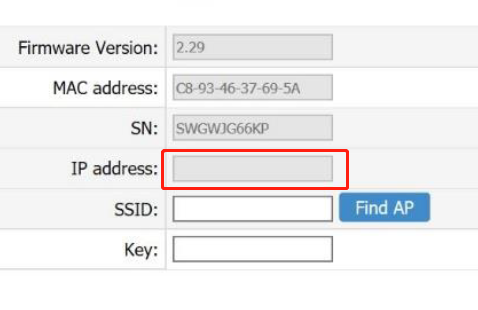 Firmware Version: 2.29
MAC address: C8-93-46-37-69-5A
SN: SWGWJG66KP
IP address:
SSID: Find AP
Key: